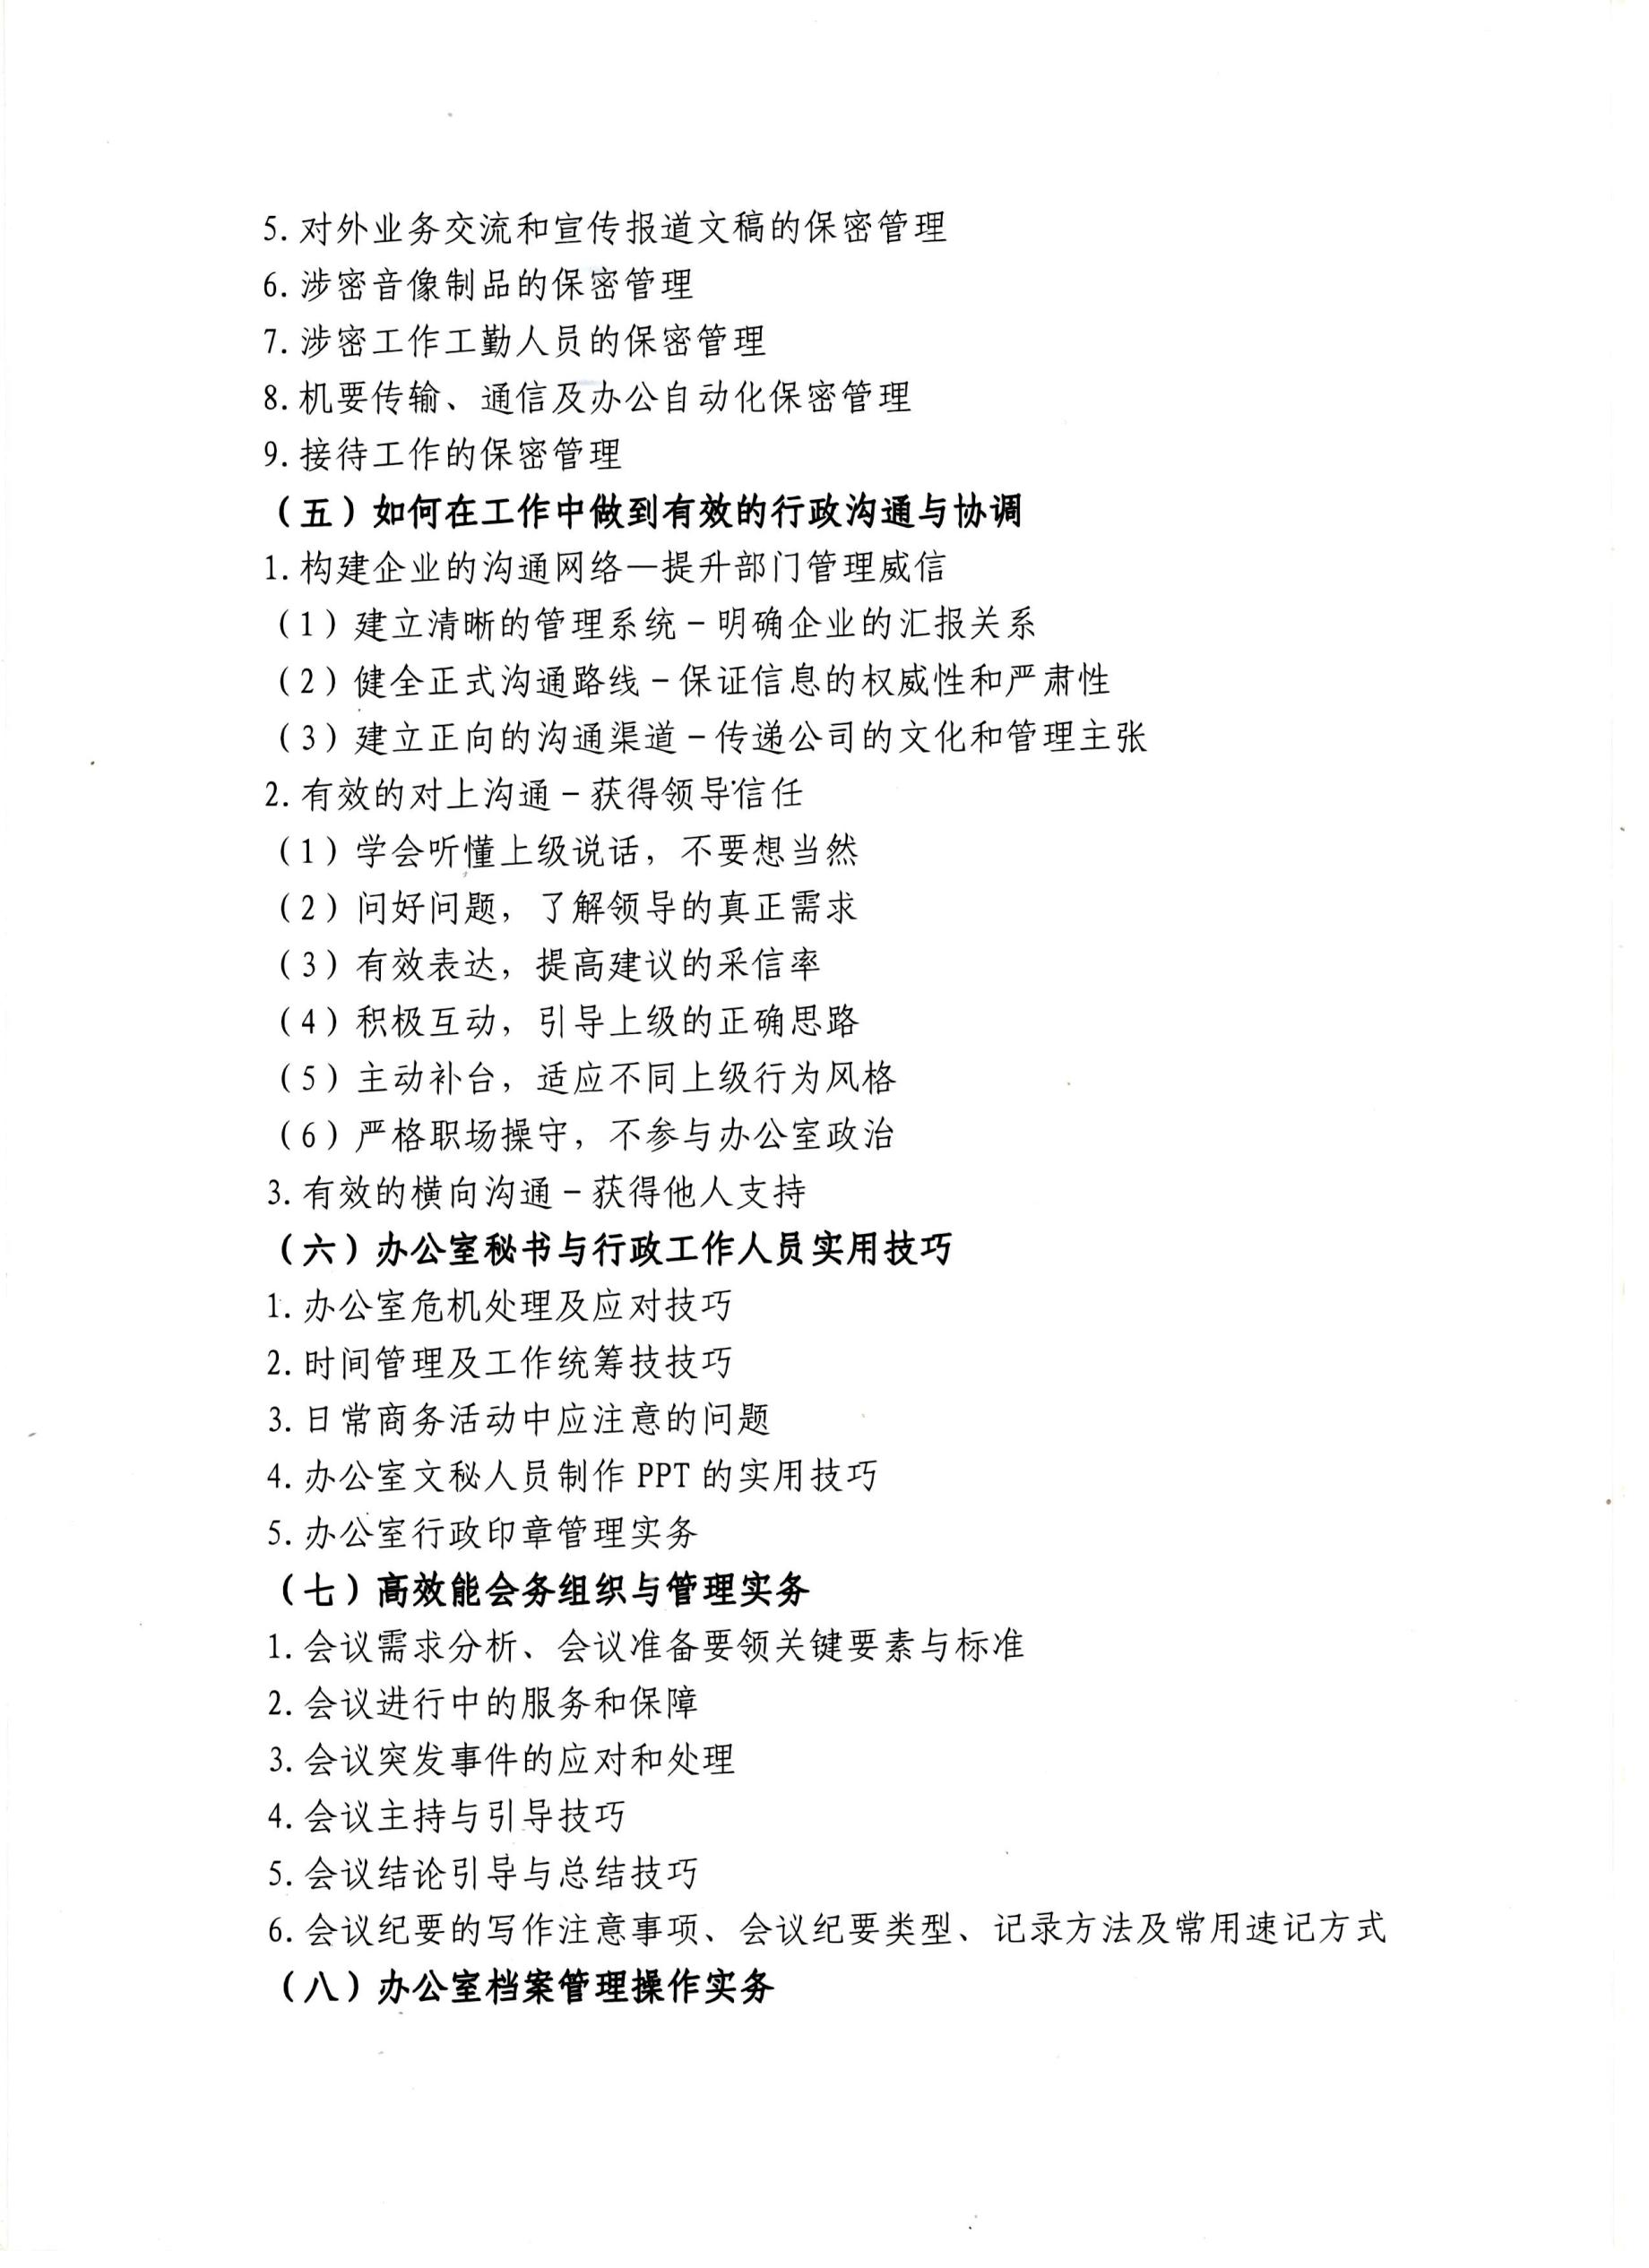 5.对外业务交流和宣传报道文稿的保密管理
6.涉密音像制品的保密管理
7.涉密工作工勤人员的保密管理
8.机要传输、通信及办公自动化保密管理
9.接待工作的保密管理
（五）如何在工作中做到有效的行政沟通与协调
1.构建企业的沟通网络—提升部门管理威信
（1）建立清晰的管理系统－明确企业的汇报关系
（2）健全正式沟通路线－保证信息的权威性和严肃性
（3）建立正向的沟通渠道－传递公司的文化和管理主张
2.有效的对上沟通－获得领导信任
（1）学会听懂上级说话，不要想当然
（2）问好问题，了解领导的真正需求
（3）有效表达，提高建议的采信率
（4）积极互动，引导上级的正确思路
（5）主动补台，适应不同上级行为风格
（6）严格职场操守，不参与办公室政治
3.有效的横向沟通－获得他人支持
（六）办公室秘书与行政工作人员实用技巧
1.办公室危机处理及应对技巧
2.时间管理及工作统筹技技巧
3.日常商务活动中应注意的问题
4.办公室文秘人员制作 PPT 的实用技巧
5.办公室行政印章管理实务
（七）高效能会务组织与管理实务
1.会议需求分析、会议准备要领关键要素与标准
2.会议进行中的服务和保障
3.会议突发事件的应对和处理
4.会议主持与引导技巧
5.会议结论引导与总结技巧
6.会议纪要的写作注意事项、会议纪要类型、记录方法及常用速记方式
（八）办公室档案管理操作实务